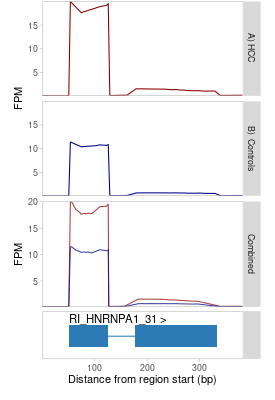 15
10
5
A) HCC
FPM
15
10
5
B) Controls
20
15
10
5
FPM
Combined
RI_HNRNPA1_31 >
100 200 300
Distance from region start (bp)